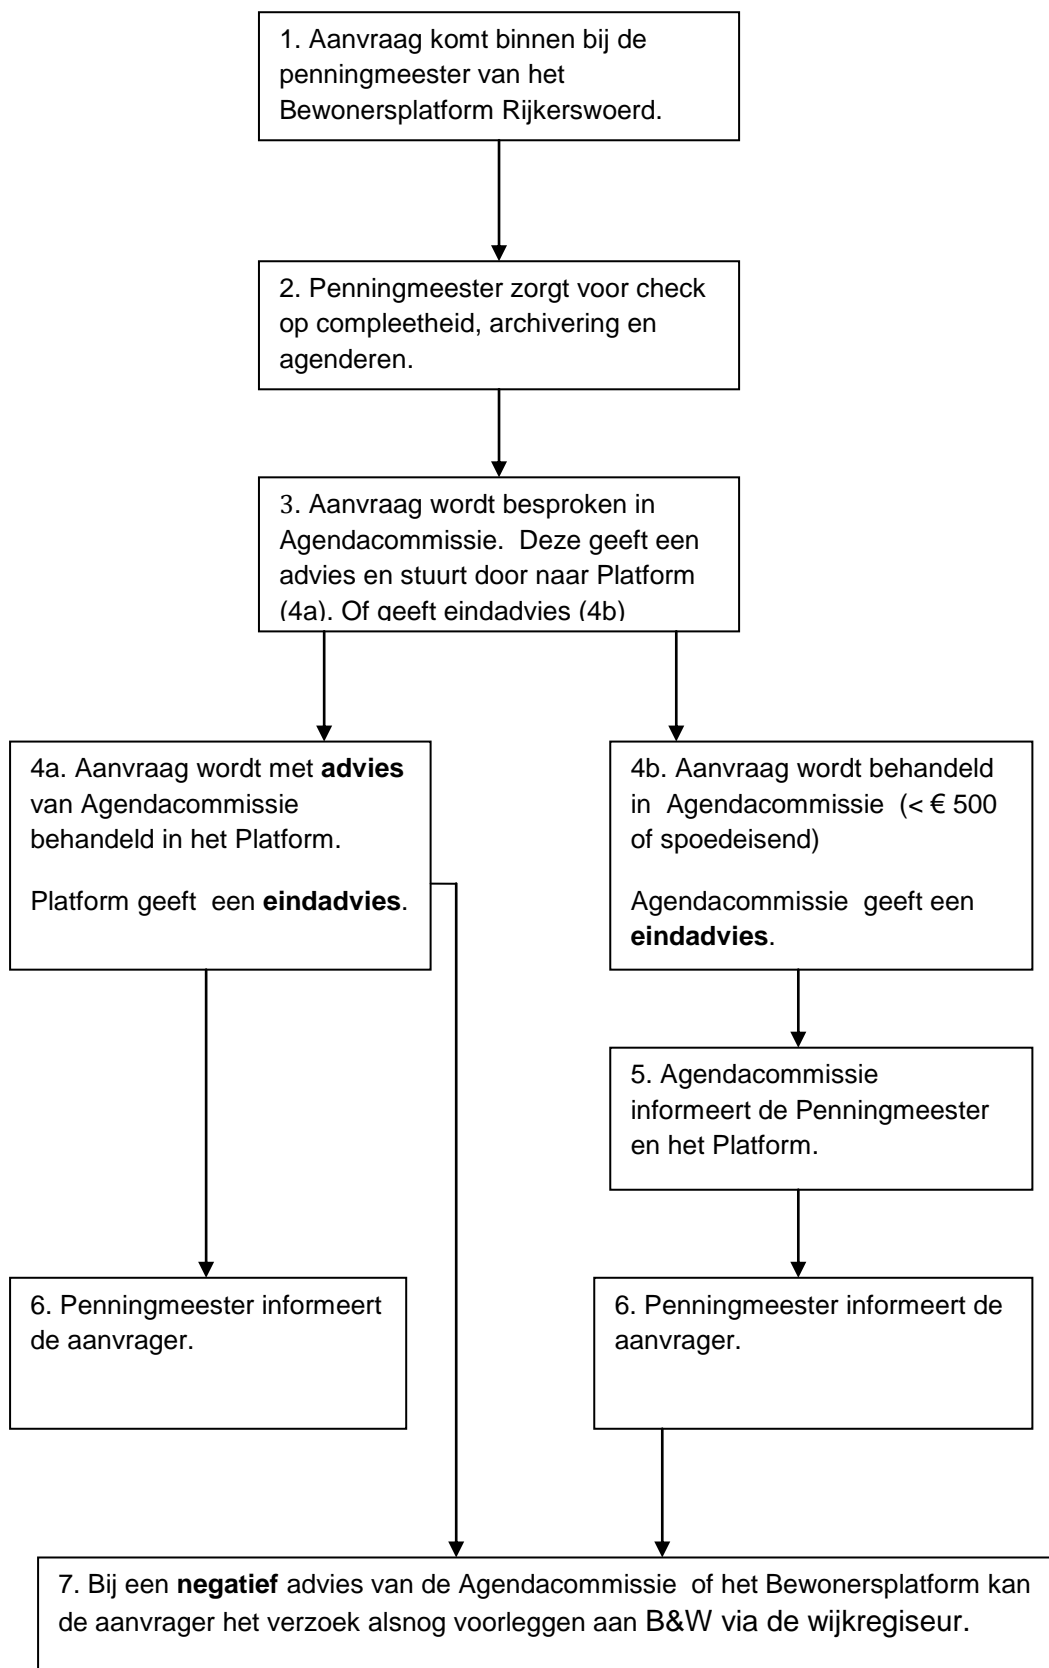 1. Aanvraag komt binnen bij de
penningmeester van het
Bewonersplatform Rijkerswoerd.
2. Penningmeester zorgt voor check
op compleetheid, archivering en
agenderen.
3. Aanvraag wordt besproken in
Agendacommissie.  Deze geeft een
advies en stuurt door naar Platform
(4a). Of geeft eindadvies (4b)
4a. Aanvraag wordt met advies
van Agendacommissie
behandeld in het Platform.
Platform geeft  een eindadvies.
4b. Aanvraag wordt behandeld
in  Agendacommissie  (< € 500
of spoedeisend)
Agendacommissie  geeft een
eindadvies.
5. Agendacommissie
informeert de Penningmeester
en het Platform.
6. Penningmeester informeert
de aanvrager.
6. Penningmeester informeert de
aanvrager.
7. Bij een negatief advies van de Agendacommissie  of het Bewonersplatform kan
de aanvrager het verzoek alsnog voorleggen aan B&W via de wijkregiseur.